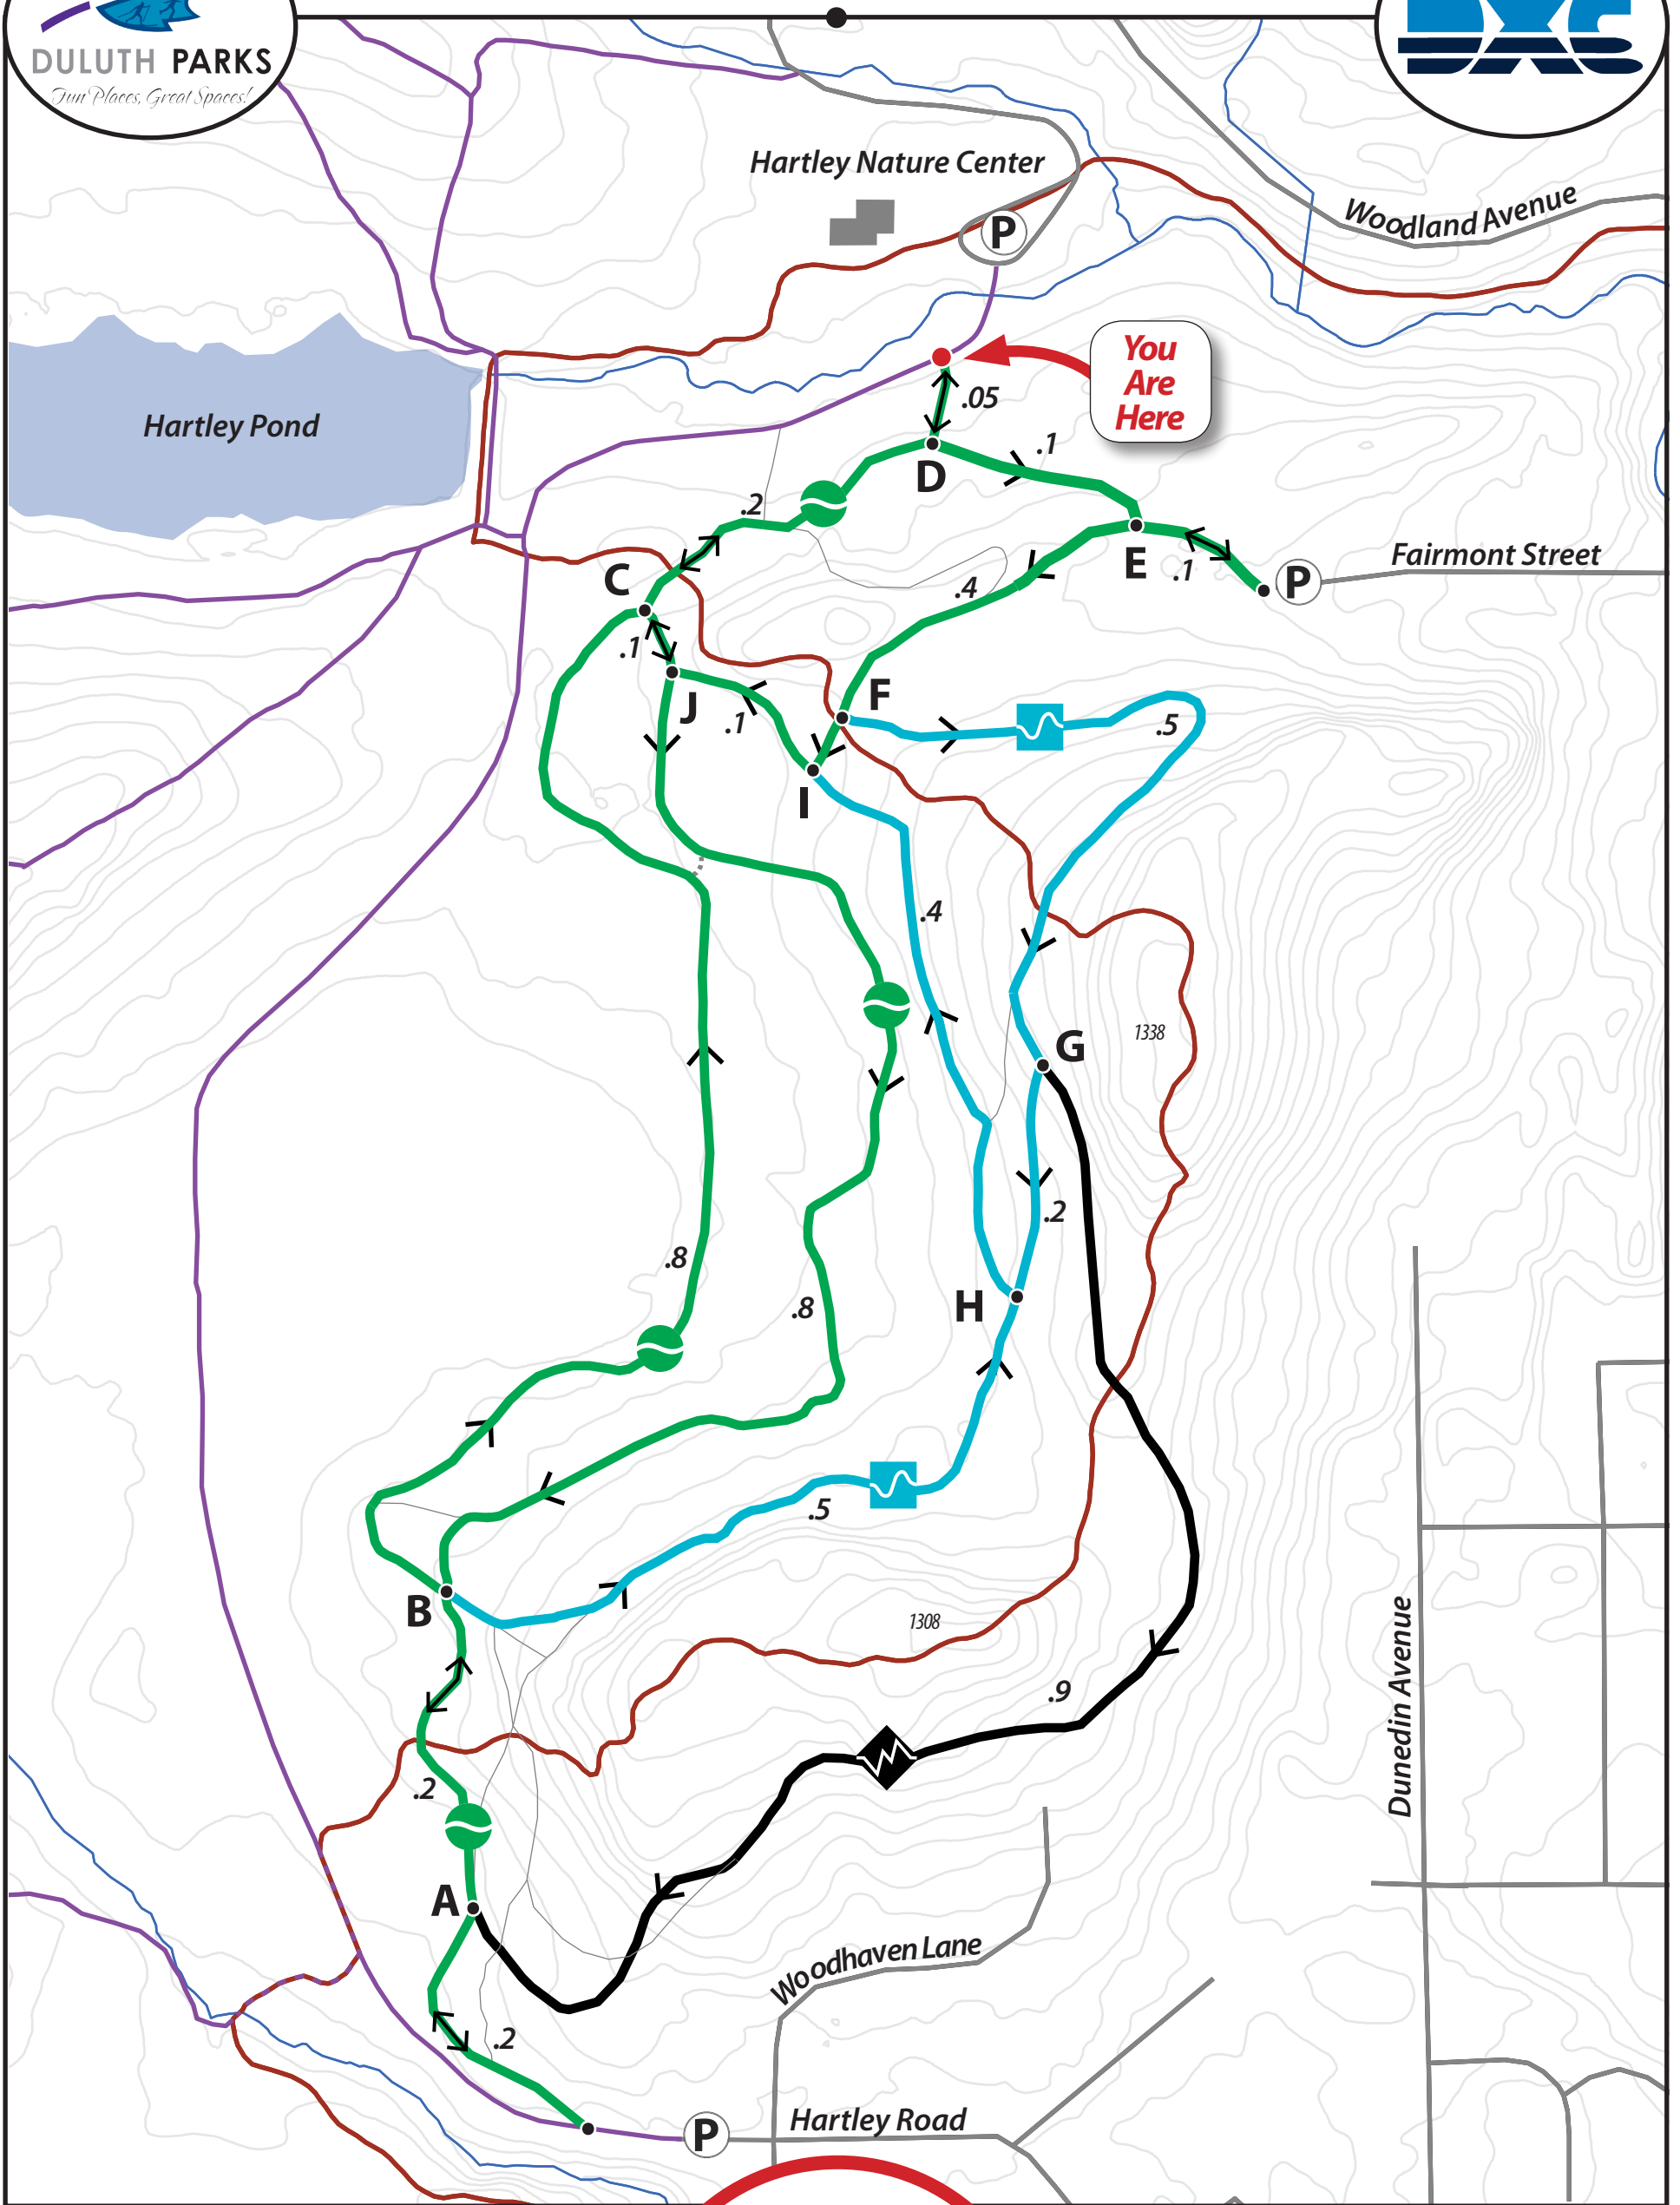 DULUTH PARKS
Fun Places, Great Spaces!
DXC
Hartley Nature Center
P
Woodland Avenue
You
Are
Here
Hartley Pond
.05
.1
D
.2
E
.1
P
Fairmont Street
C
.4
.1
F
J
.1
.5
I
.4
G
1338
.2
.8
H
.8
.5
B
1308
.9
Dunedin Avenue
.2
A
Woodhaven Lane
.2
P
Hartley Road